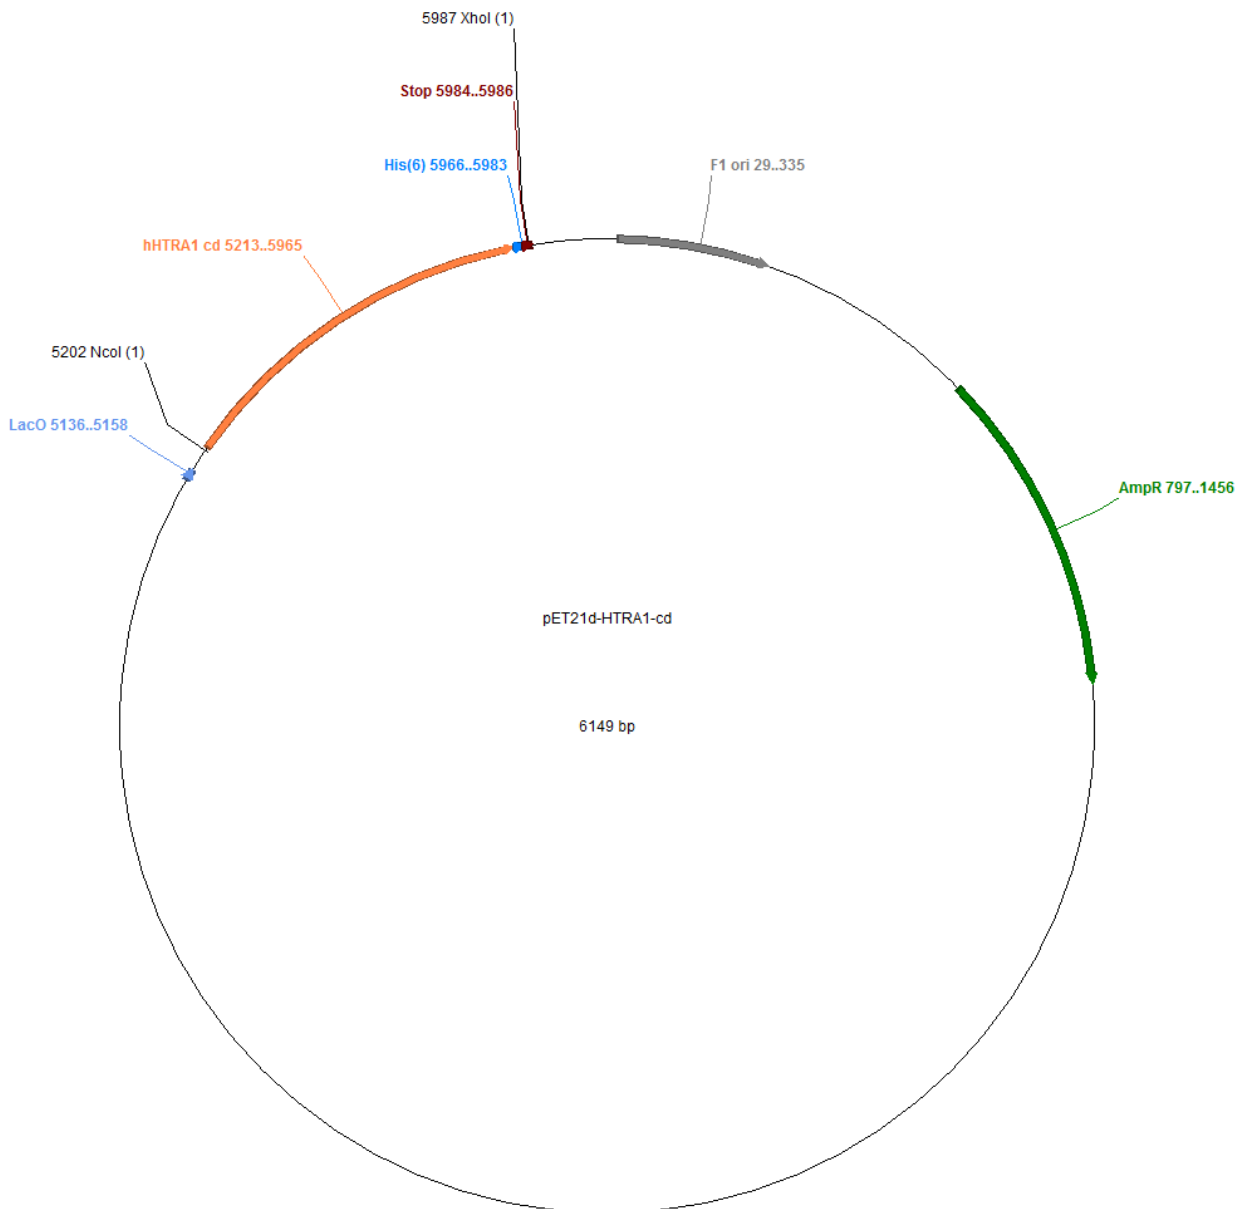 5987 XhoI (1)
Stop 5984..5986
His(6) 5966..5983
F1 ori 29..335
hHTRA1 cd 5213..5965
5202 NcoI (1)
LacO 5136..5158
AmpR 797..1456
pET21d-HTRA1-cd
6149 bp